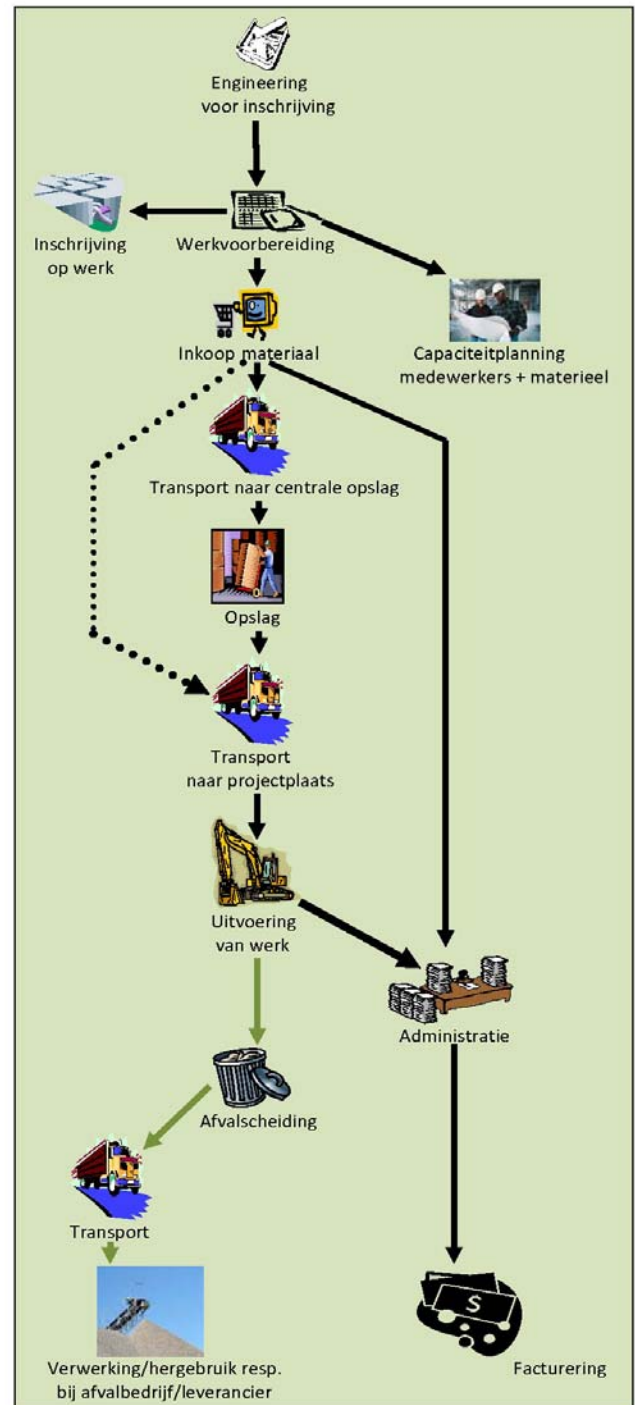 Engineering
voor inschrijving
Inschrijving
op werk
Werkvoorbereiding
Capaciteitplanning
medewerkers + materieel
Inkoop materiaal
Transport naar centrale opslag
Opslag
Transport
naar projectplaats
Uitvoering
van werk
Administratie
Afvalscheiding
Transport
Verwerking/hergebruik resp.
bij afvalbedrijf/leverancier
$
Facturering